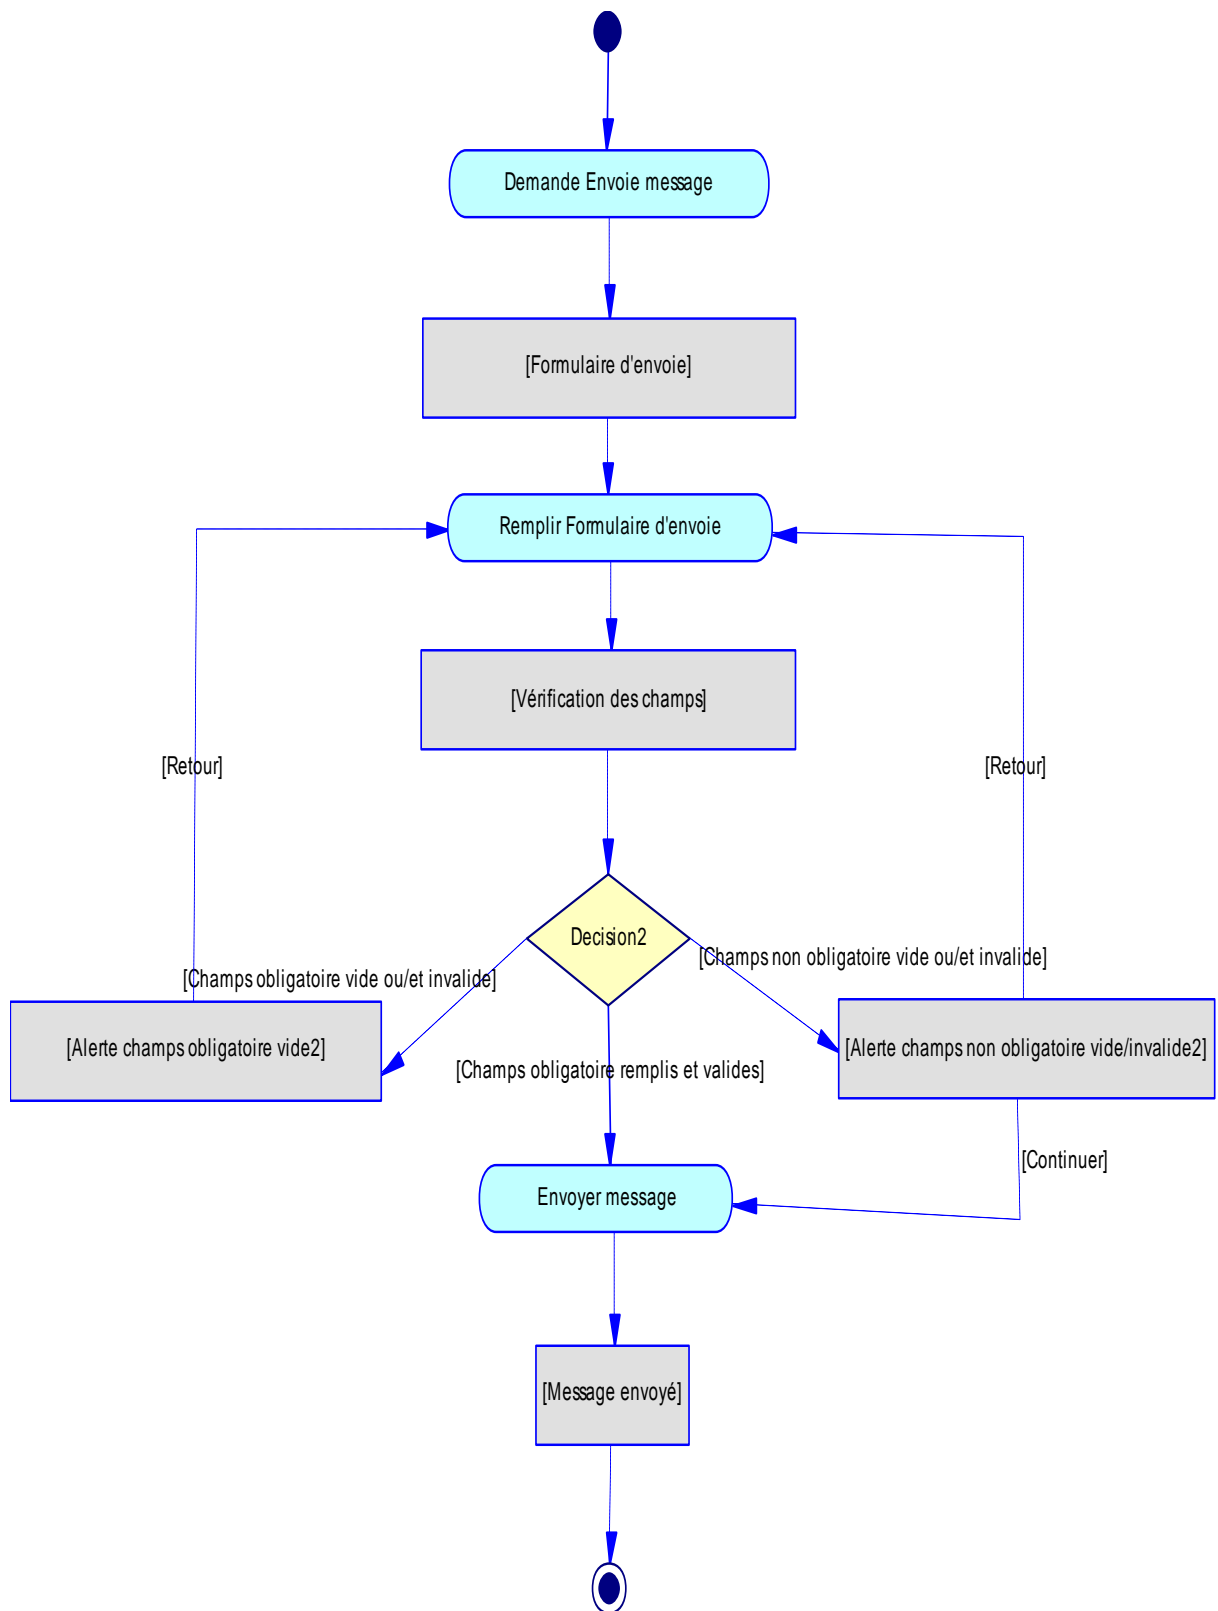 Demande Envoie message
[Formulaire d'envoie]
Remplir Formulaire d'envoie
[Vérification des champs]
[Retour]
[Retour]
Decision2
[Champs non obligatoire vide ou/et invalide]
[Champs obligatoire vide ou/et invalide]
[Alerte champs obligatoire vide2]
[Alerte champs non obligatoire vide/invalide2]
[Champs obligatoire remplis et valides]
[Continuer]
Envoyer message
[Message envoyé]